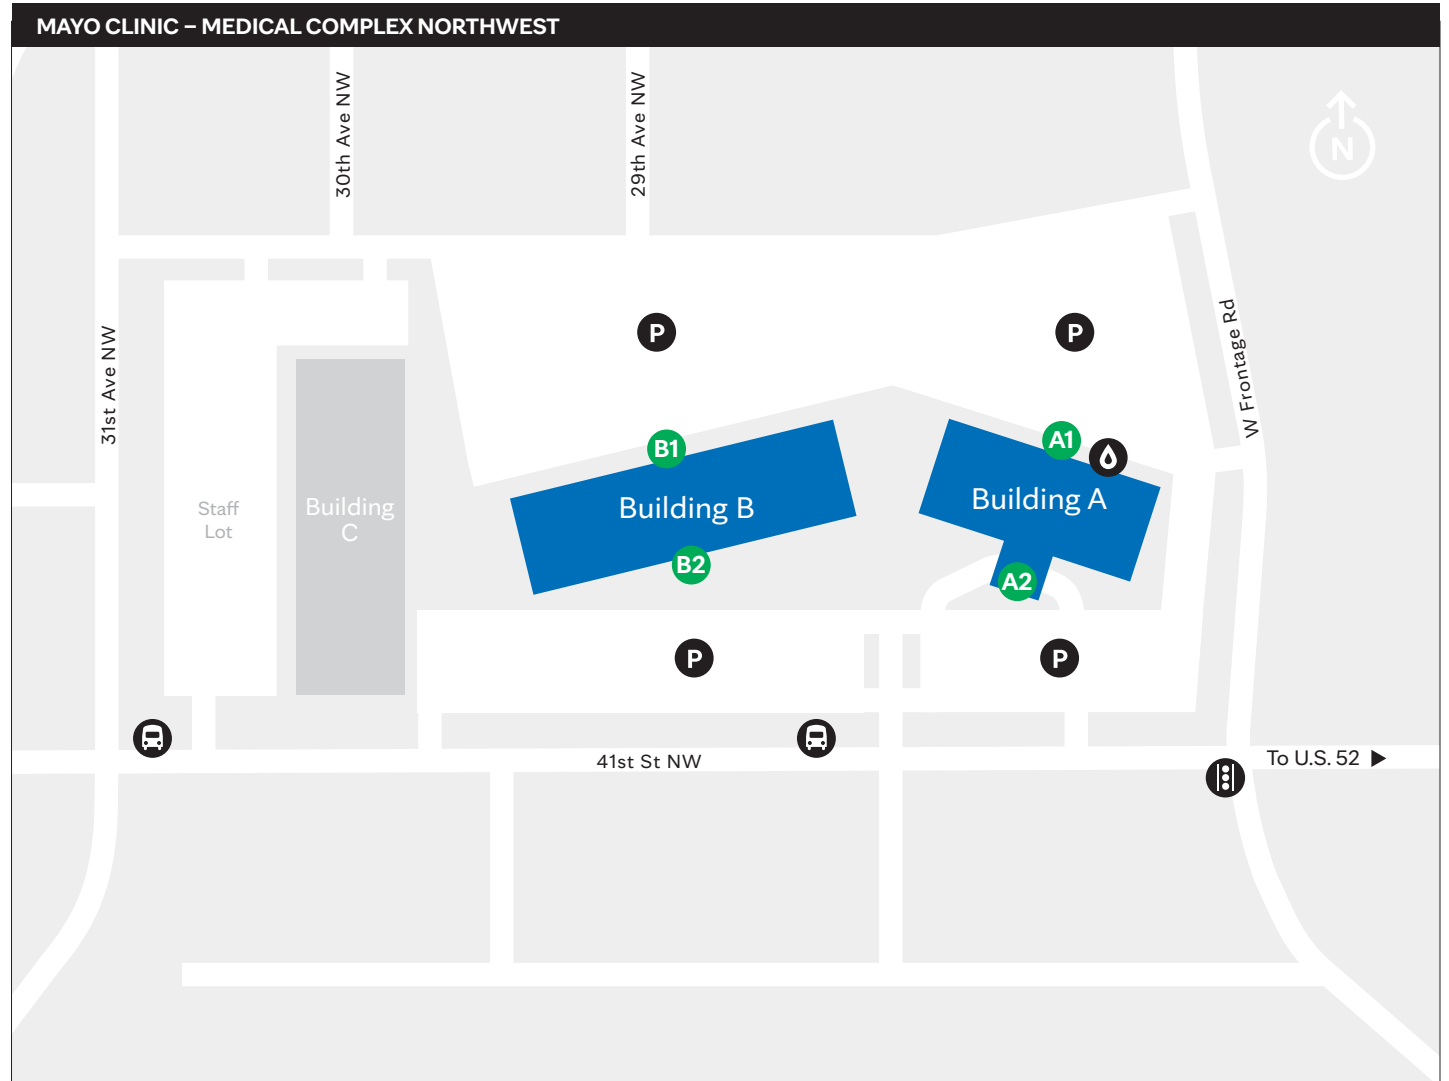 MAYO CLINIC – MEDICAL COMPLEX NORTHWEST
30th Ave NW
29th Ave NW
N
31st Ave NW
W Frontage Rd
P
P
B1
A1
Building B
Building A
Staff
Lot
Building
C
B2
A2
P
P
41st St NW
To U.S. 52